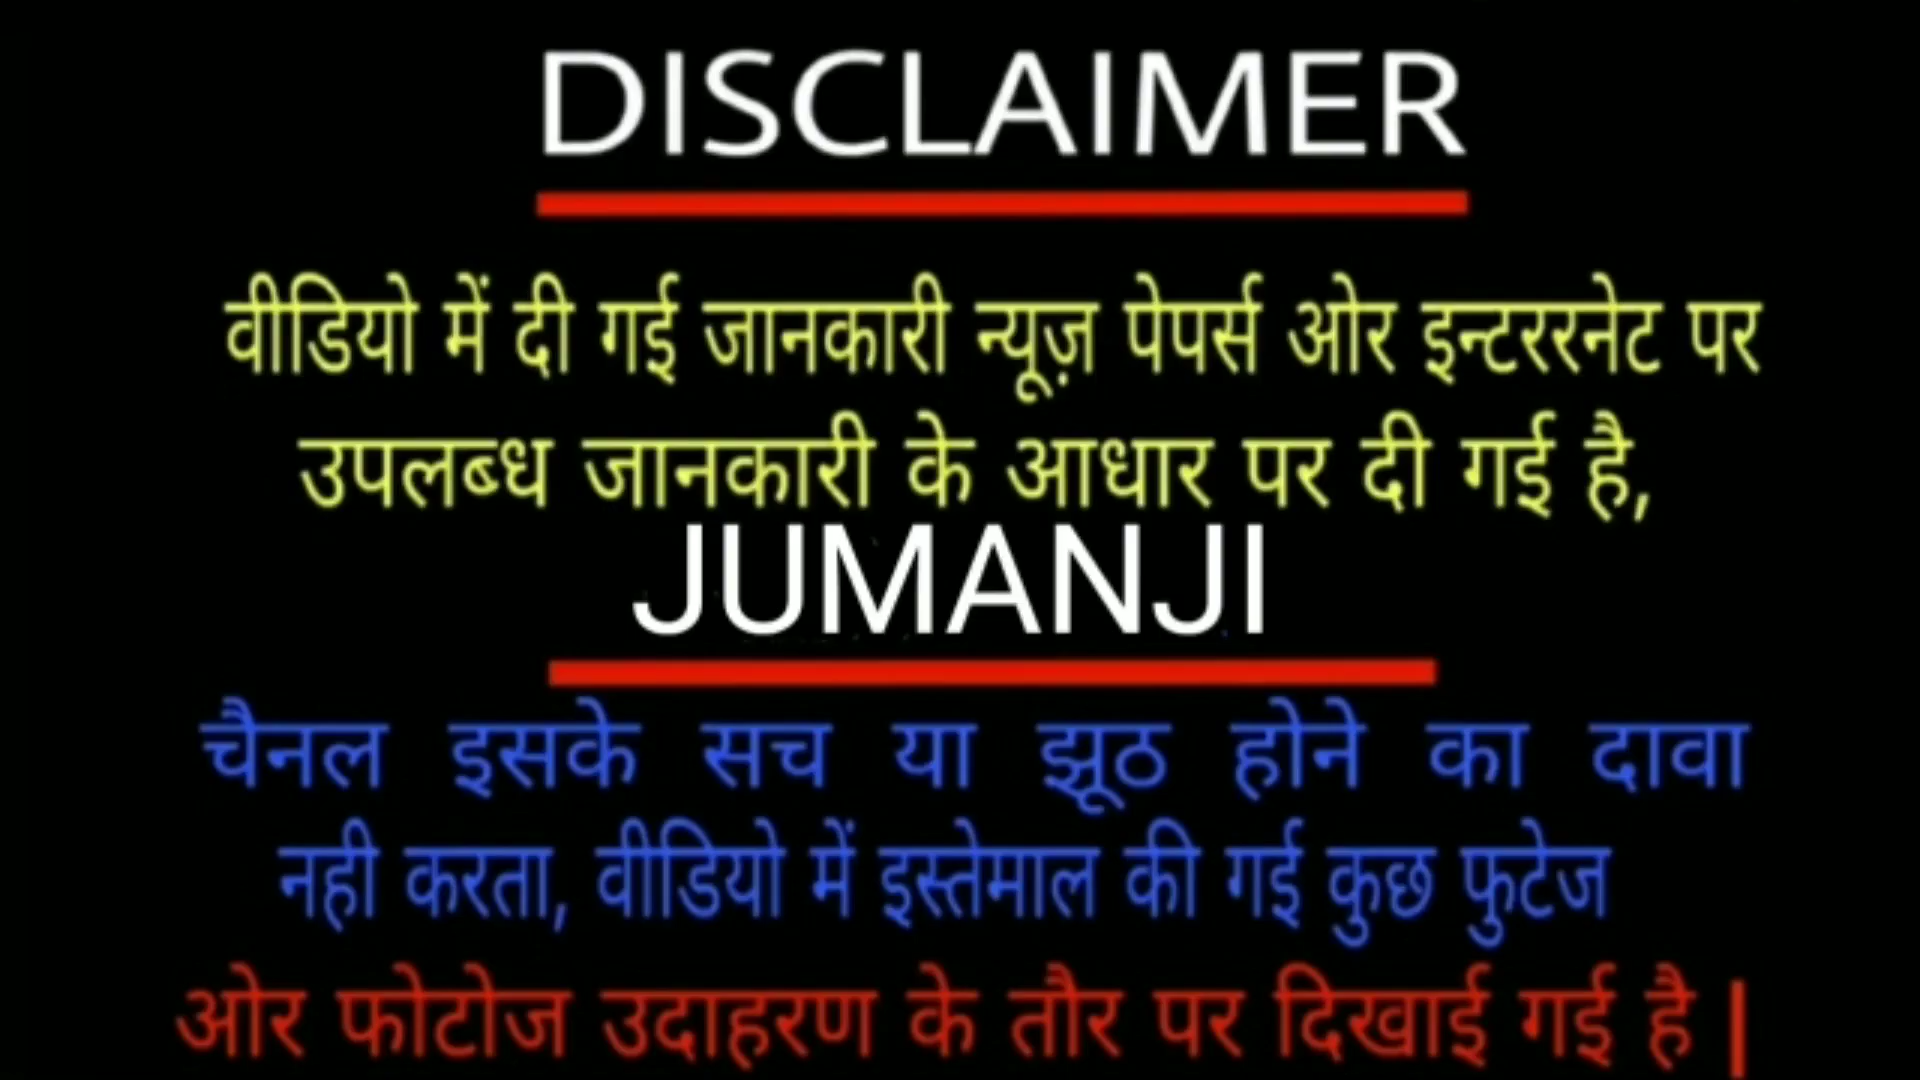 DISCLAIMER
वीडियो में दी गई जानकारी न्यूज़ पेपर्स ओर इन्टररनेट पर
उपलब्ध जानकारी के आधार पर दी गई है,
JUMANJI
चैनल इसके सच या झूठ होने का दावा
नही करता, वीडियो में इस्तेमाल की गई कुछ फुटेज
ओर फोटोज उदाहरण के तौर पर दिखाई गई है |